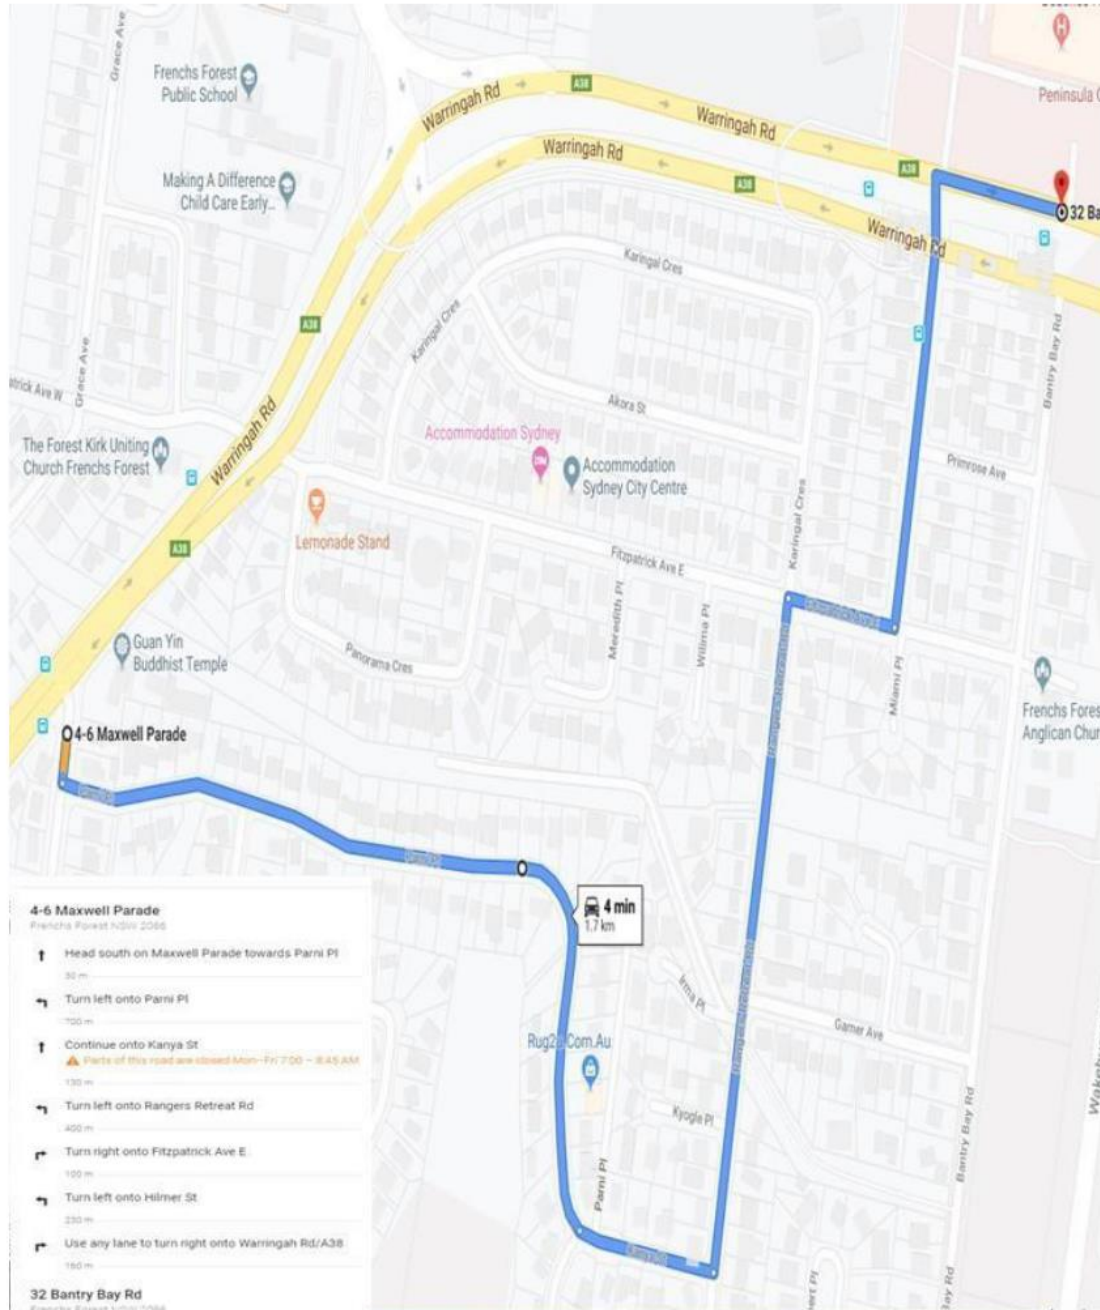 Grace Ave
Frenchs Forest
Public School
Making A Difference
Child Care Early...
Warringah Rd
A38
Warringah Rd
A38
Warringah Rd
A38
Warringah Rd
H
Peninsula
32 Ba
Karingal Cres
Karingal Cres
A38
Grace Ave
Akora St
Accommodation Sydney
Accommodation
Sydney City Centre
The Forest Kirk Uniting
Church Frenchs Forest
Warringah Rd
Lemonade Stand
A38
Primrose Ave
Bantry Bay Rd
Karingal Cres
Fitzpatrick Ave E
Meredith Pl
Wilma Pl
Miami Pl
Guan Yin
Buddhist Temple
Panorama Cres
Frenchs Fores
Anglican Chur
4-6 Maxwell Parade
4 min
1.7 km
Irma Pl
Garner Ave
Rug2
.Com.Au
Kyogle Pl
Parni Pl
Bantry Bay Rd
Bay Rd
4-6 Maxwell Parade
Frenchs Forest NSW 2086
Head south on Maxwell Parade towards Parni Pl
Turn left onto Parni Pl
700 m
Continue onto Kanya St
Parts of this road are closed Mon–Fri 7:00 – 8:45 AM
130 m
Turn left onto Rangers Retreat Rd
400 m
Turn right onto Fitzpatrick Ave E
100 m
Turn left onto Hilmer St
230 m
Use any lane to turn right onto Warringah Rd/A38
32 Bantry Bay Rd
Frenchs Forest NSW 2086